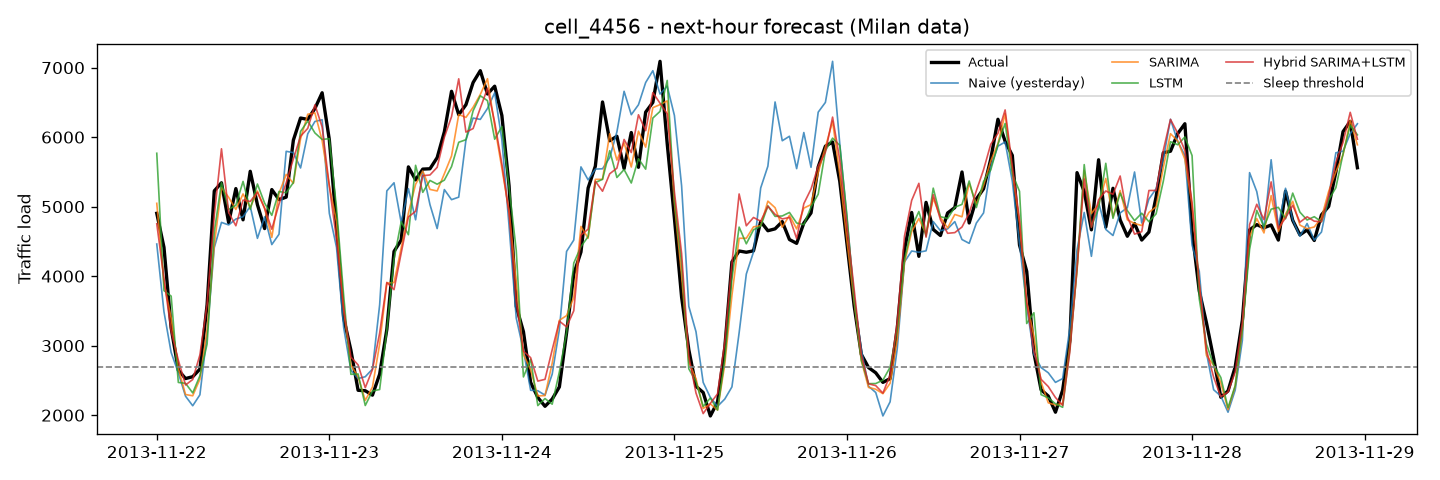 cell_4456 - next-hour forecast (Milan data)
Actual
Naive (yesterday)
SARIMA
LSTM
Hybrid SARIMA+LSTM
Sleep threshold
Traffic load
7000
6000
5000
4000
3000
2000
2013-11-22 2013-11-23 2013-11-24 2013-11-25 2013-11-26 2013-11-27 2013-11-28 2013-11-29